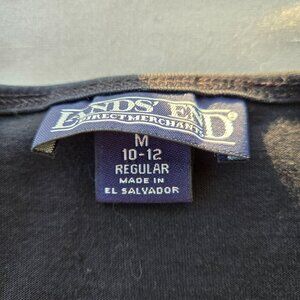 LANDS' END®
DIRECT MERCHANTS
M
10-12
REGULAR
MADE IN
EL SALVADOR